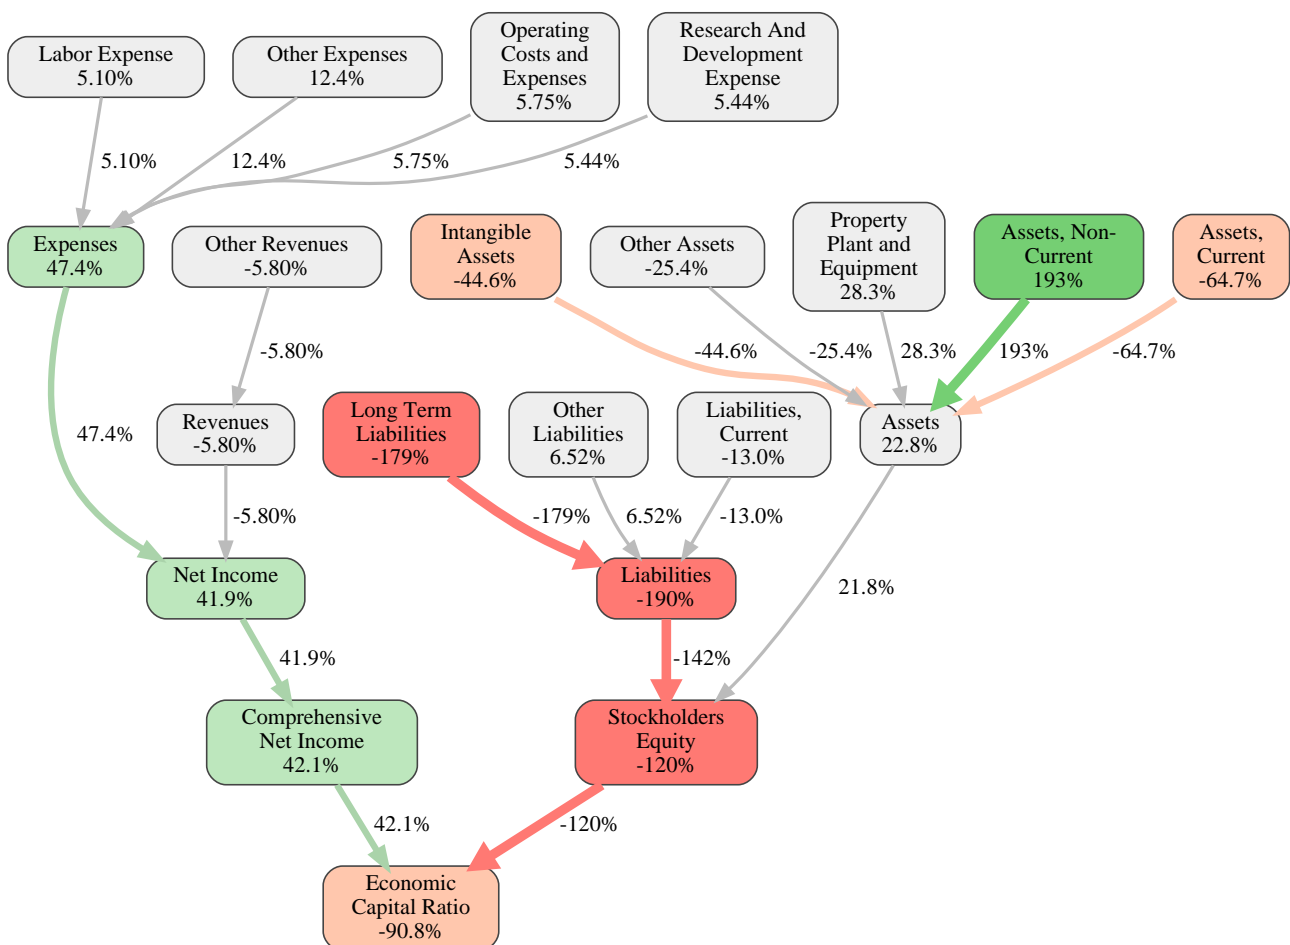 Labor Expense
5.10%
Other Expenses
12.4%
Operating
Costs and
Expenses
5.75%
Research And
Development
Expense
5.44%
5.10%
12.4%
5.75%
5.44%
Expenses
47.4%
Other Revenues
-5.80%
Intangible
Assets
-44.6%
Other Assets
-25.4%
Property
Plant and
Equipment
28.3%
Assets, Non-
Current
193%
Assets,
Current
-64.7%
-5.80%
-44.6%
-25.4%
28.3%
193%
-64.7%
47.4%
Revenues
-5.80%
Long Term
Liabilities
-179%
Other
Liabilities
6.52%
Liabilities,
Current
-13.0%
Assets
22.8%
-5.80%
-179%
6.52%
-13.0%
Net Income
41.9%
Liabilities
-190%
21.8%
41.9%
-142%
Comprehensive
Net Income
42.1%
Stockholders
Equity
-120%
42.1%
-120%
Economic
Capital Ratio
-90.8%